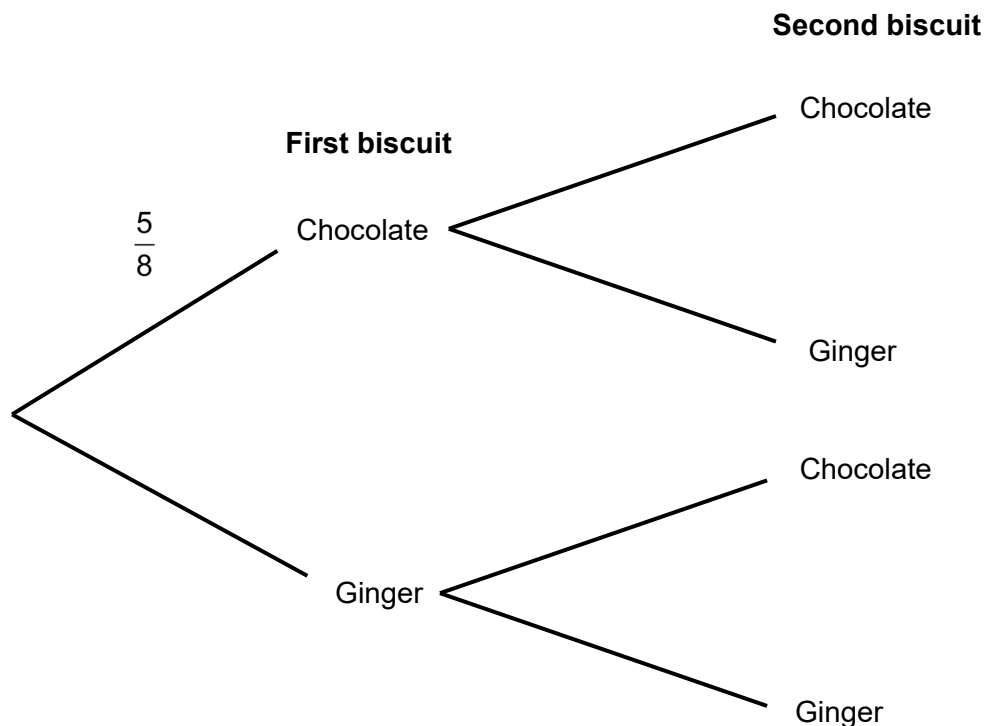 Second biscuit
Chocolate
First biscuit
5
8
Chocolate
Ginger
Chocolate
Ginger
Ginger